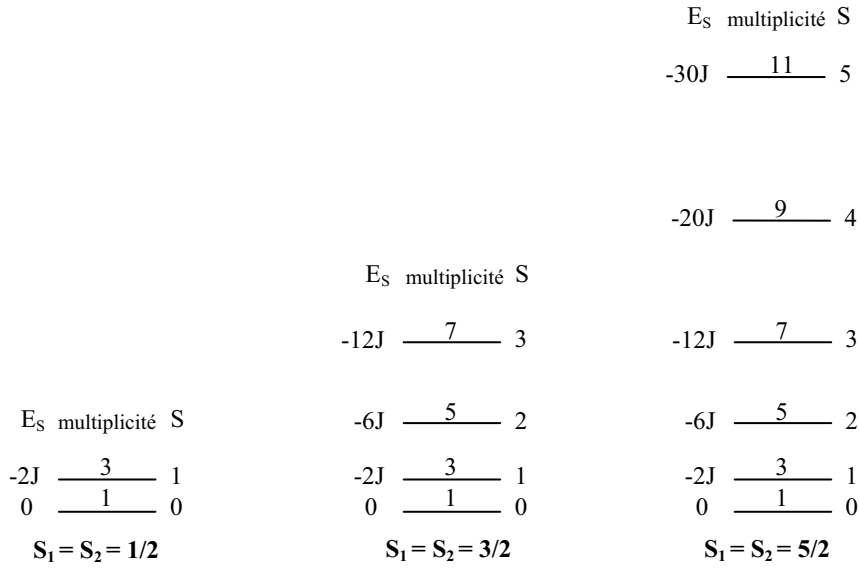 E_S multiplicité S
-30J 11 5
-20J 9 4
E_S multiplicité S
-12J 7 3
-12J 7 3
E_S multiplicité S
-6J 5 2
-6J 5 2
-2J 3 1
-2J 3 1
-2J 3 1
0 1 0
0 1 0
0 1 0
S₁ = S₂ = 1/2
S₁ = S₂ = 3/2
S₁ = S₂ = 5/2